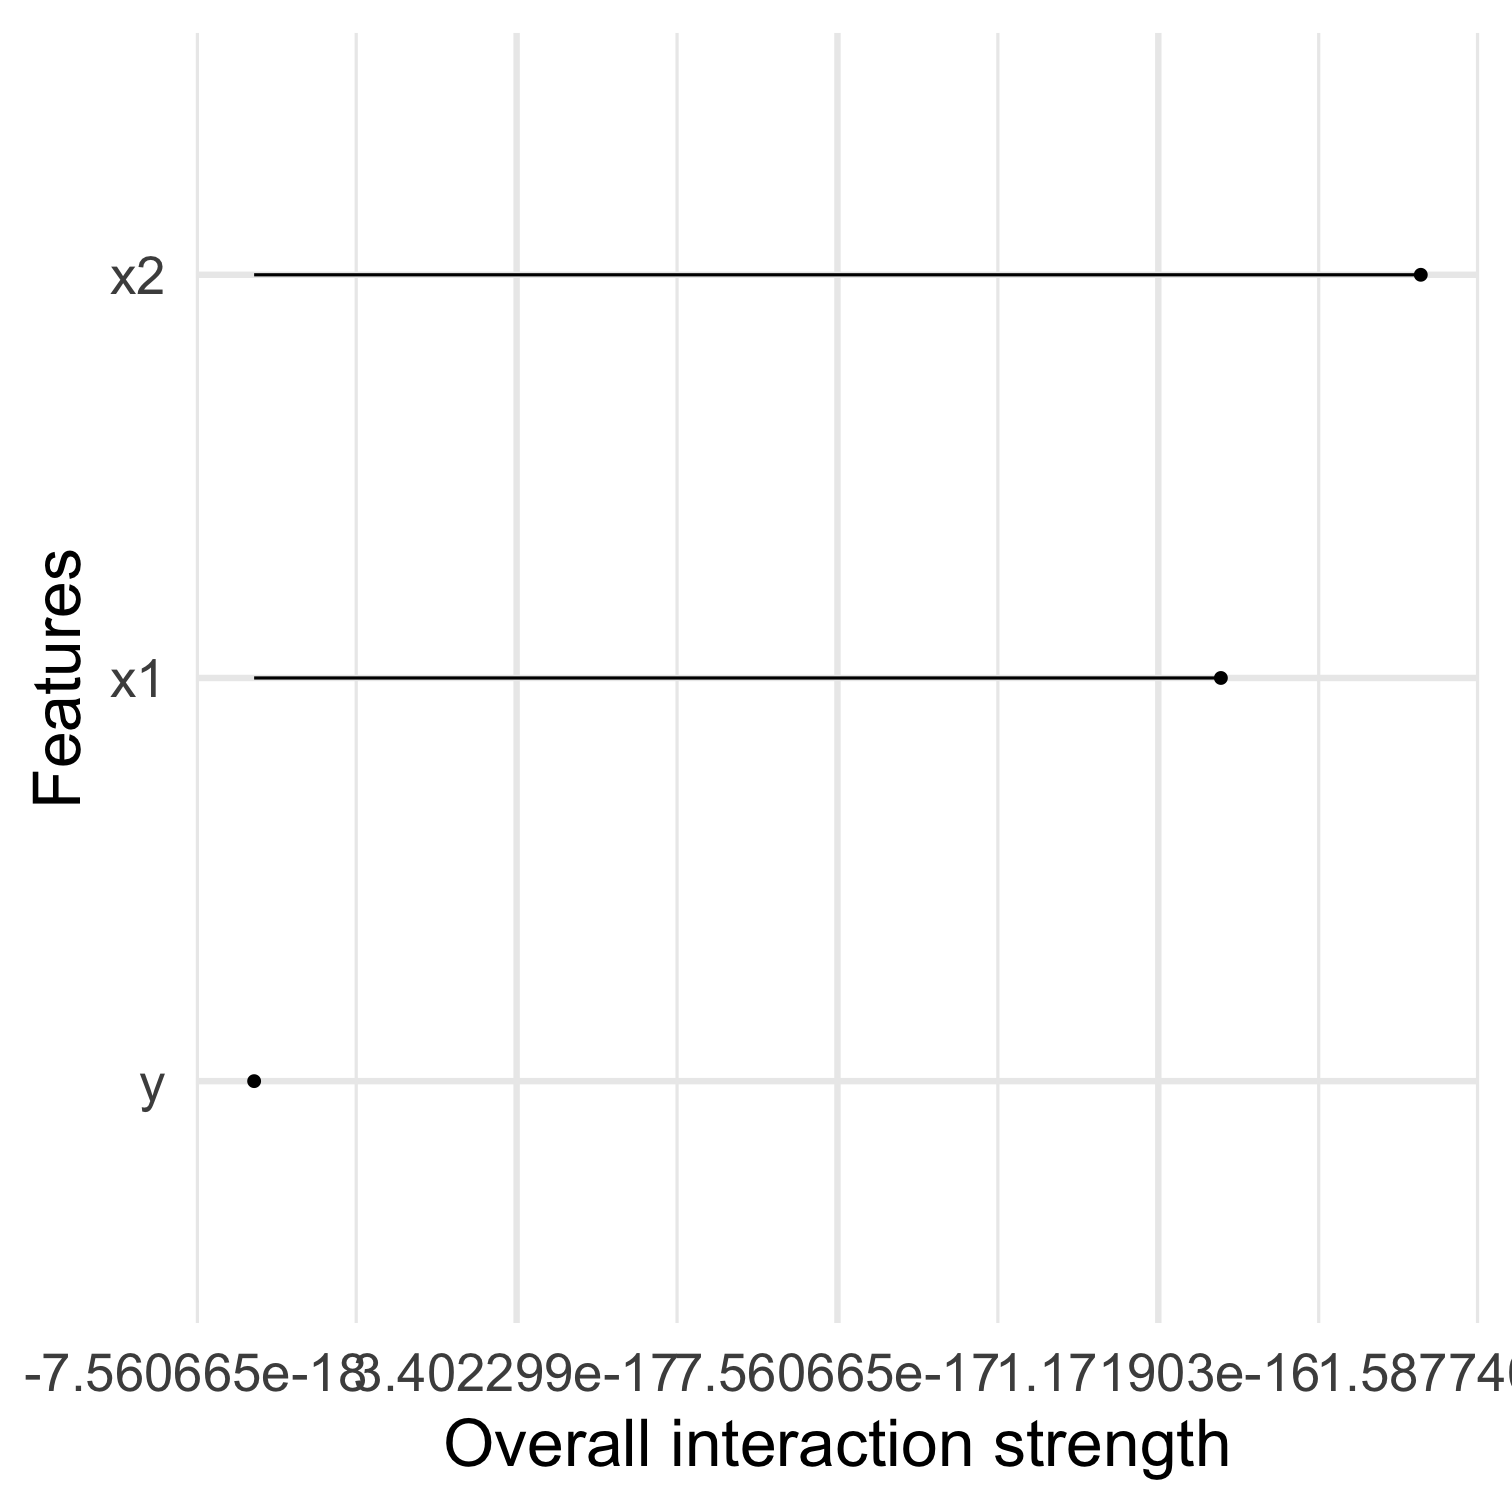 x2
x1
y
Features
-7.560665e-18 3.402299e-17 7.560665e-17 1.171903e-16
Overall interaction strength